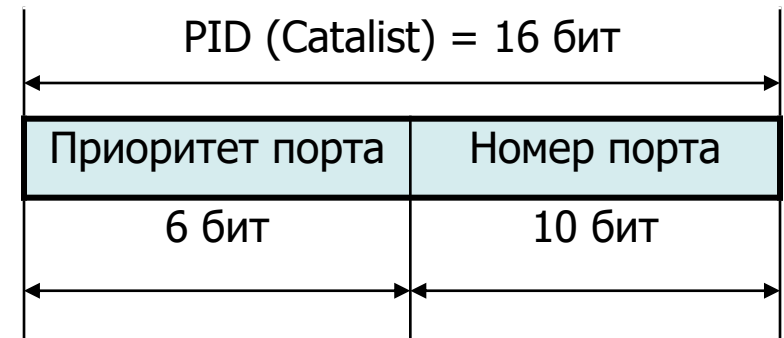 PID (Catalist) = 16 бит
Приоритет порта Номер порта
6 бит 10 бит